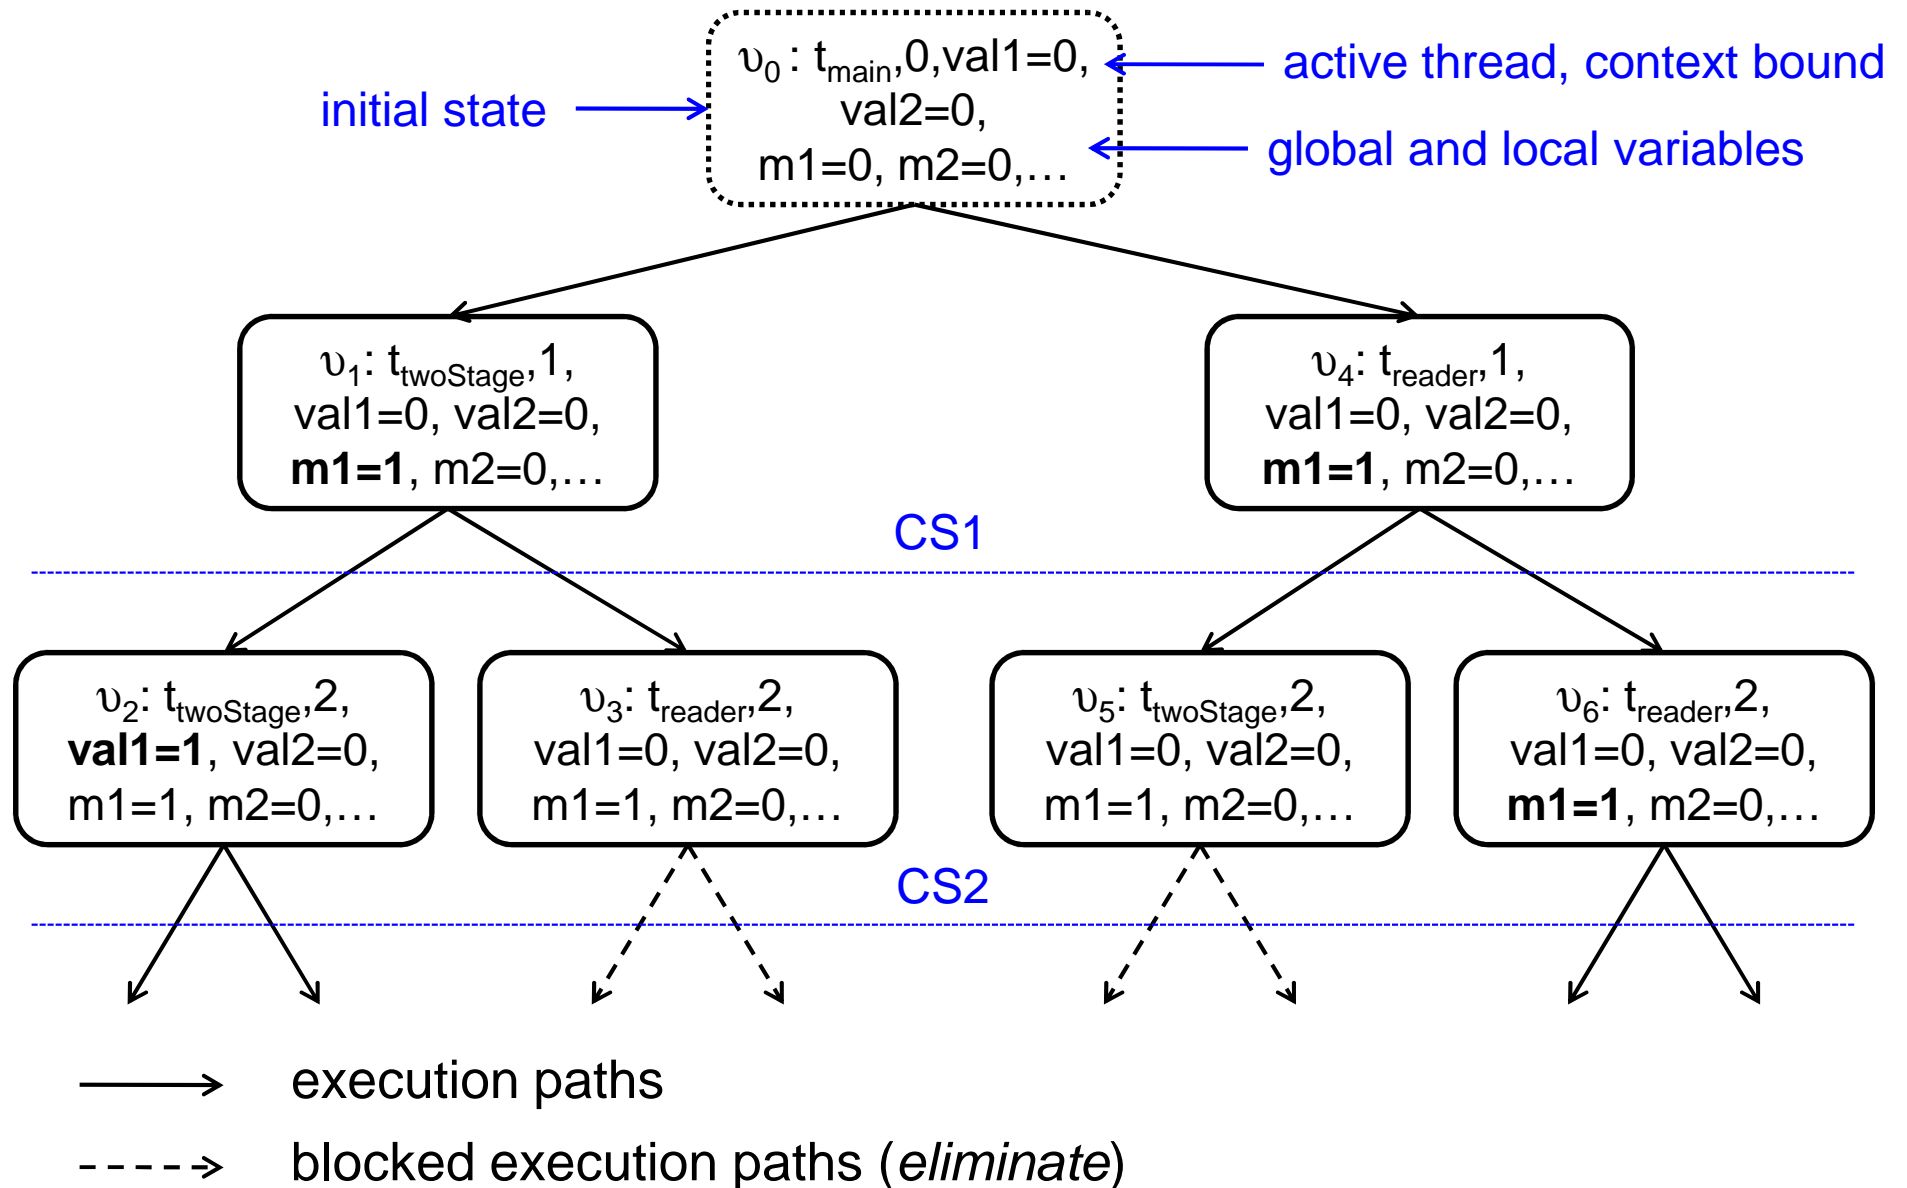 υ0 : tmain,0,val1=0,
val2=0,
m1=0, m2=0,…
initial state
active thread, context bound
global and local variables
υ1: ttwoStage,1,
val1=0, val2=0,
m1=1, m2=0,…
υ4: treader,1,
val1=0, val2=0,
m1=1, m2=0,…
CS1
υ2: ttwoStage,2,
val1=1, val2=0,
m1=1, m2=0,…
υ3: treader,2,
val1=0, val2=0,
m1=1, m2=0,…
υ5: ttwoStage,2,
val1=0, val2=0,
m1=1, m2=0,…
υ6: treader,2,
val1=0, val2=0,
m1=1, m2=0,…
CS2
execution paths
blocked execution paths (eliminate)